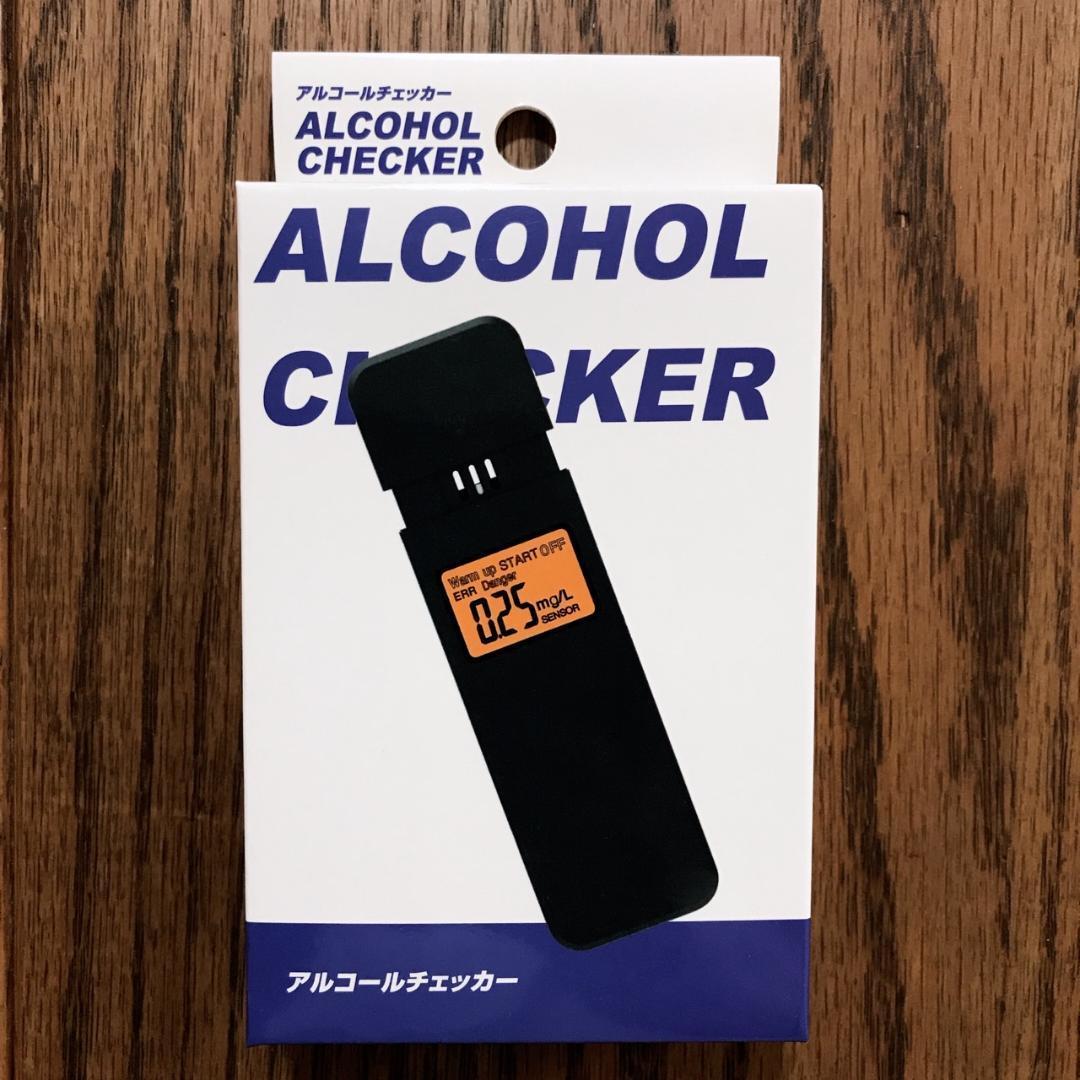 アルコールチェッカー
ALCOHOL
CHECKER
ALCOHOL
CHECKER
Warm up START OFF
ERR Danger
0.25 mg/L
SENSOR
アルコールチェッカー